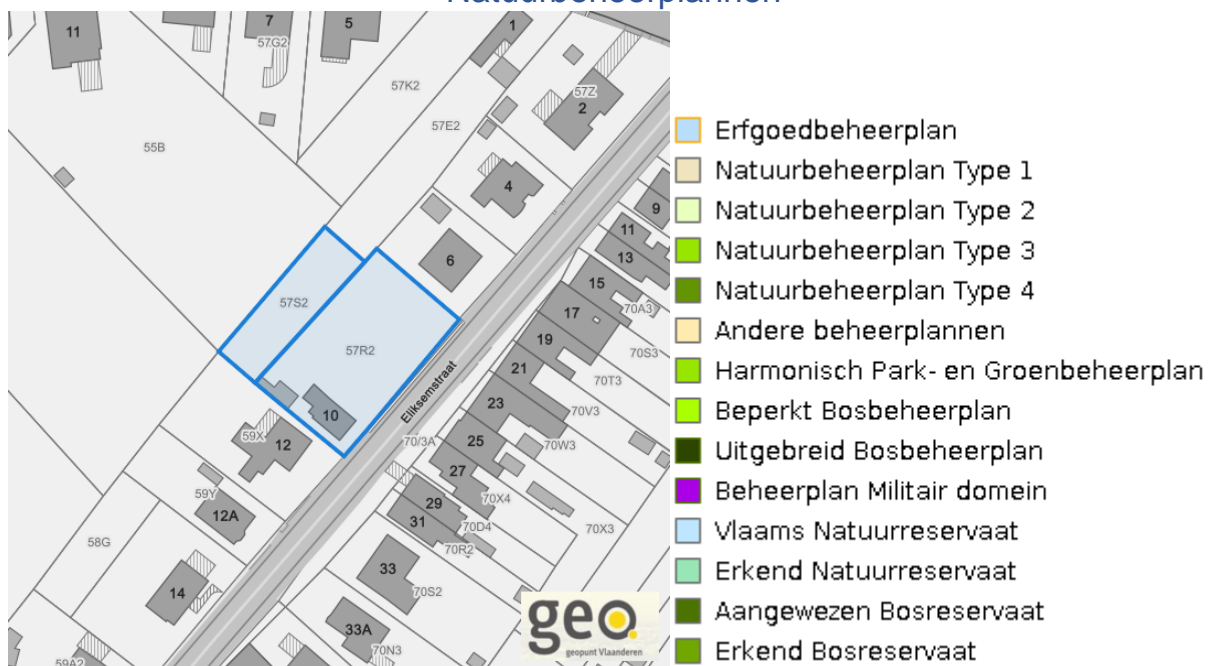 Natuurbeheerplannen
11
7
57G2
5
1
57K2
57Z
2
57E2
55B
4
9
11
13
6
15
57S2
70A3
17
57R2
19
70S3
21
70T3
Eliksemstraat
23
70V3
10
70/3A
25
70W3
59X
12
27
70X4
59Y
29
12A
31
70D4
70X3
58G
70R2
33
14
70S2
33A
70N3
59A2
geo
geopunt Vlaanderen
Erfgoedbeheerplan
Natuurbeheerplan Type 1
Natuurbeheerplan Type 2
Natuurbeheerplan Type 3
Natuurbeheerplan Type 4
Andere beheerplannen
Harmonisch Park- en Groenbeheerplan
Beperkt Bosbeheerplan
Uitgebreid Bosbeheerplan
Beheerplan Militair domein
Vlaams Natuurreservaat
Erkend Natuurreservaat
Aangewezen Bosreservaat
Erkend Bosreservaat